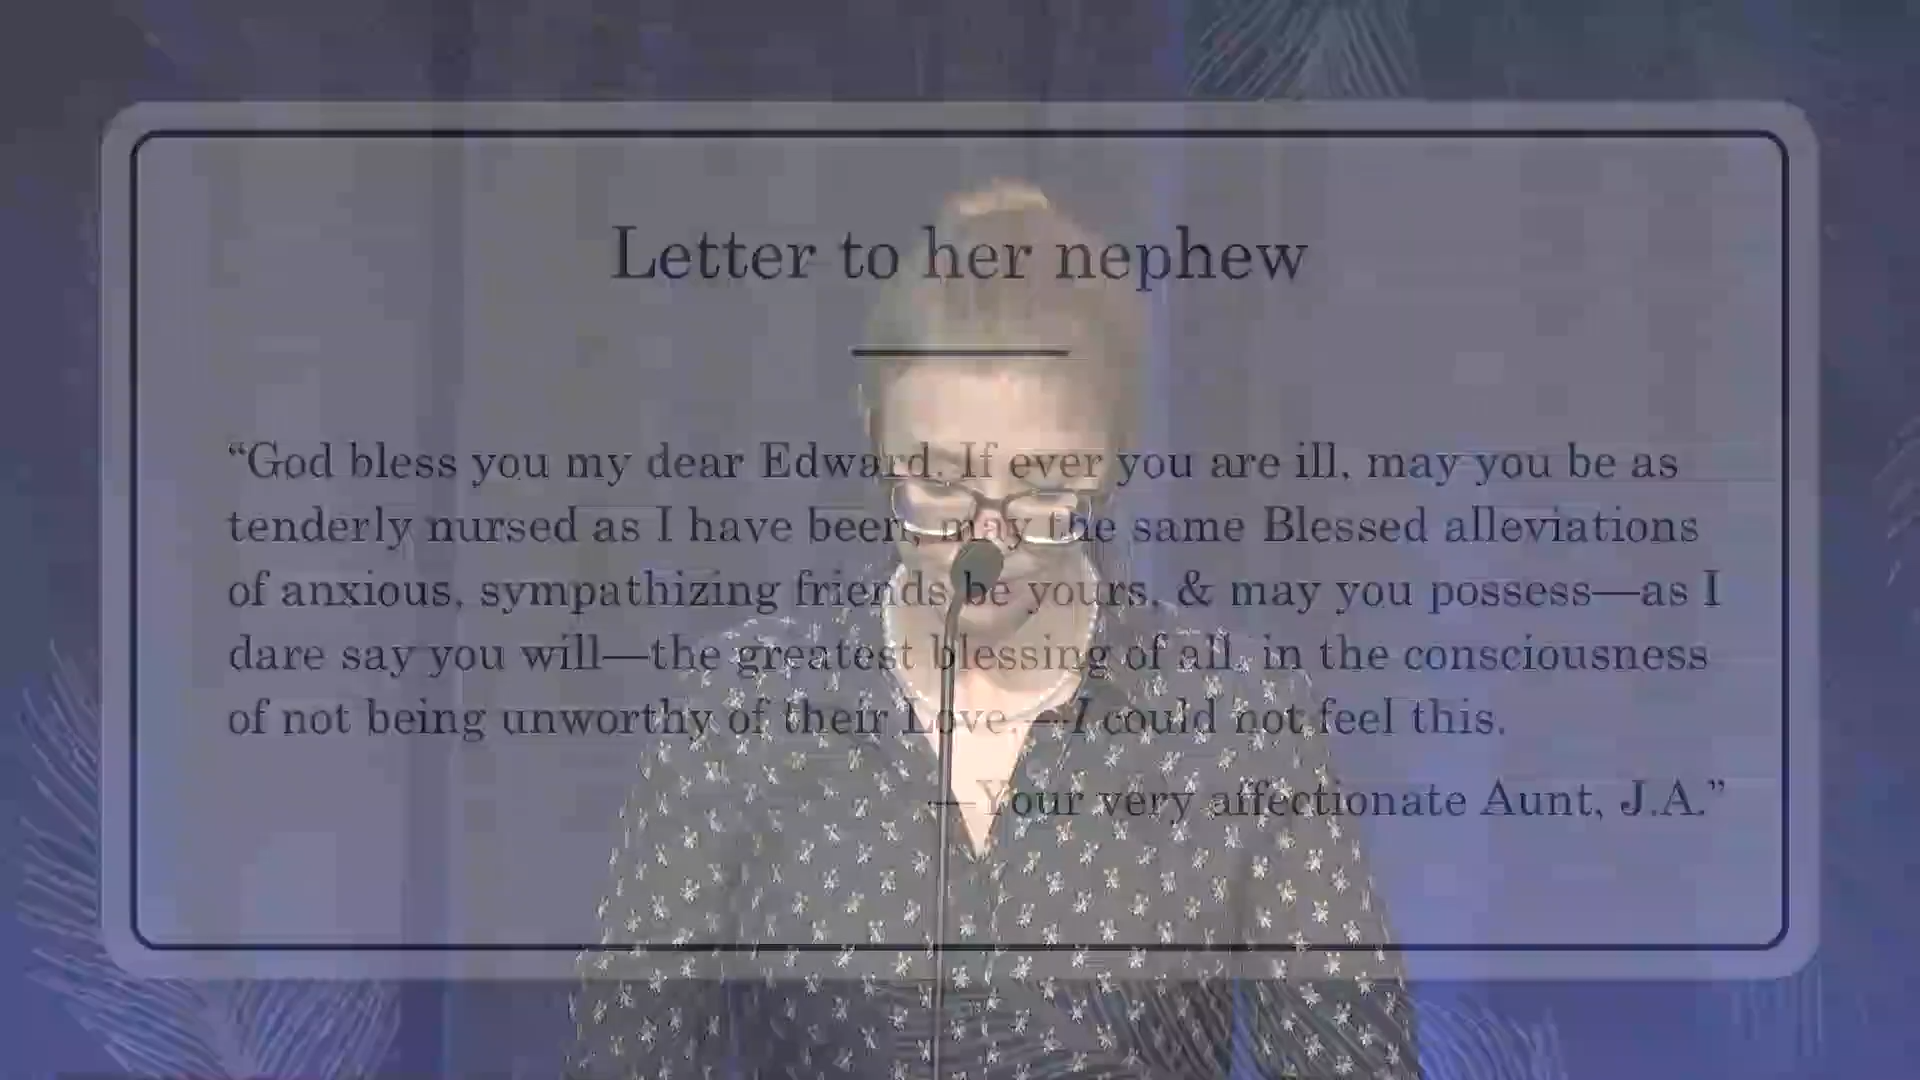 Letter to her nephew
“God bless you my dear Edward. If ever you are ill, may you be as
tenderly nursed as I have been, may the same Blessed alleviations
of anxious, sympathizing friends be yours, & may you possess—as I
dare say you will—the greatest blessing of all, in the consciousness
of not being unworthy of their Love.—I could not feel this.
—Your very affectionate Aunt, J.A.”